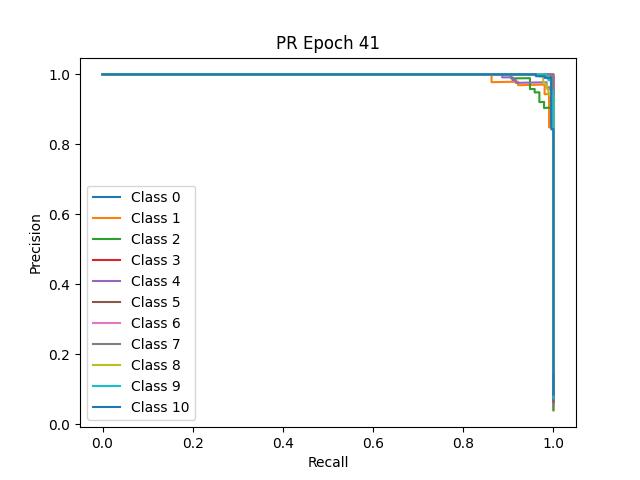 PR Epoch 41
1.0
0.8
0.6
0.4
0.2
0.0
Precision
Class 0
Class 1
Class 2
Class 3
Class 4
Class 5
Class 6
Class 7
Class 8
Class 9
Class 10
0.0 0.2 0.4 0.6 0.8 1.0
Recall